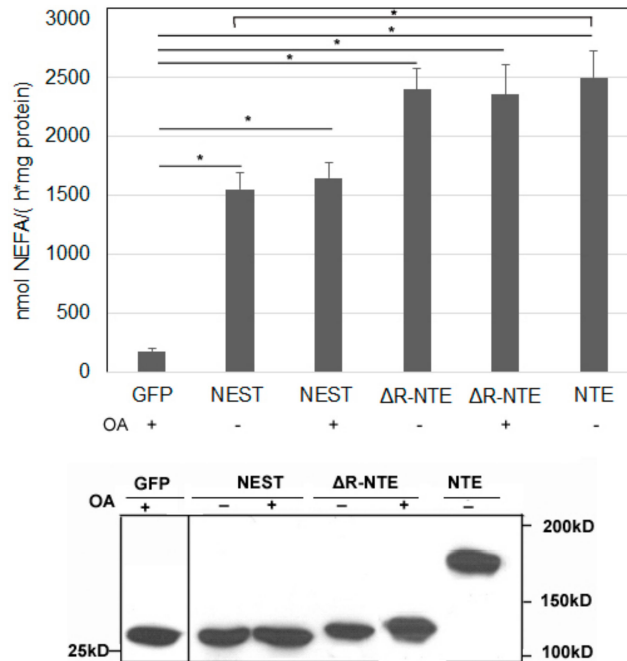 3000
2500
2000
1500
1000
500
0
nmol NEFA/( h*mg protein)
*
*
*
*
*
*
GFP NEST NEST ΔR-NTE ΔR-NTE NTE
OA + - + - + -
GFP NEST ΔR-NTE NTE
OA + – + – + –
200kD
150kD
25kD 100kD